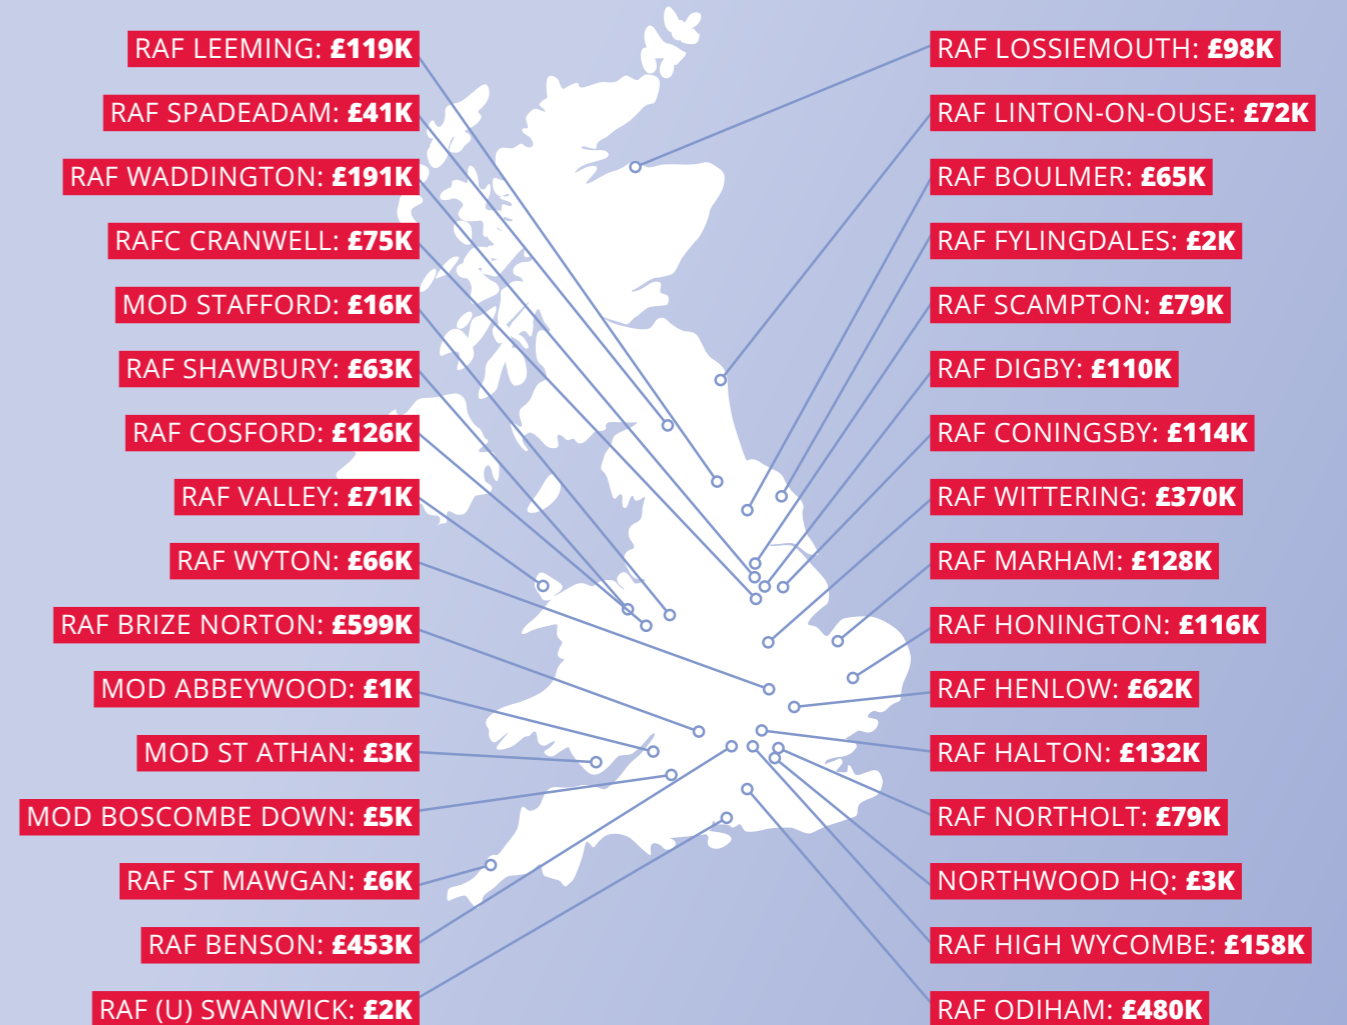 RAF LEEMING: £119K
RAF SPADEADAM: £41K
RAF WADDINGTON: £191K
RAFC CRANWELL: £75K
MOD STAFFORD: £16K
RAF SHAWBURY: £63K
RAF COSFORD: £126K
RAF VALLEY: £71K
RAF WYTON: £66K
RAF BRIZE NORTON: £599K
MOD ABBEYWOOD: £1K
MOD ST ATHAN: £3K
MOD BOSCOMBE DOWN: £5K
RAF ST MAWGAN: £6K
RAF BENSON: £453K
RAF (U) SWANWICK: £2K
RAF LOSSIEMOUTH: £98K
RAF LINTON-ON-OUSE: £72K
RAF BOULMER: £65K
RAF FYLINGDALES: £2K
RAF SCAMPTON: £79K
RAF DIGBY: £110K
RAF CONINGSBY: £114K
RAF WITTERING: £370K
RAF MARHAM: £128K
RAF HONINGTON: £116K
RAF HENLOW: £62K
RAF HALTON: £132K
RAF NORTHOLT: £79K
NORTHWOOD HQ: £3K
RAF HIGH WYCOMBE: £158K
RAF ODIHAM: £480K